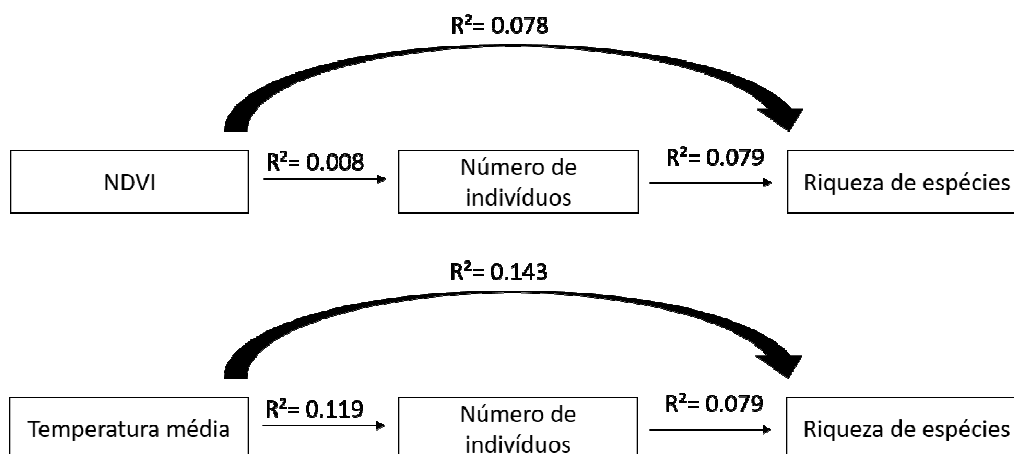 R²= 0.078
NDVI
R²= 0.008
Número de
indivíduos
R²= 0.079
Riqueza de espécies
R²= 0.143
Temperatura média
R²= 0.119
Número de
indivíduos
R²= 0.079
Riqueza de espécies